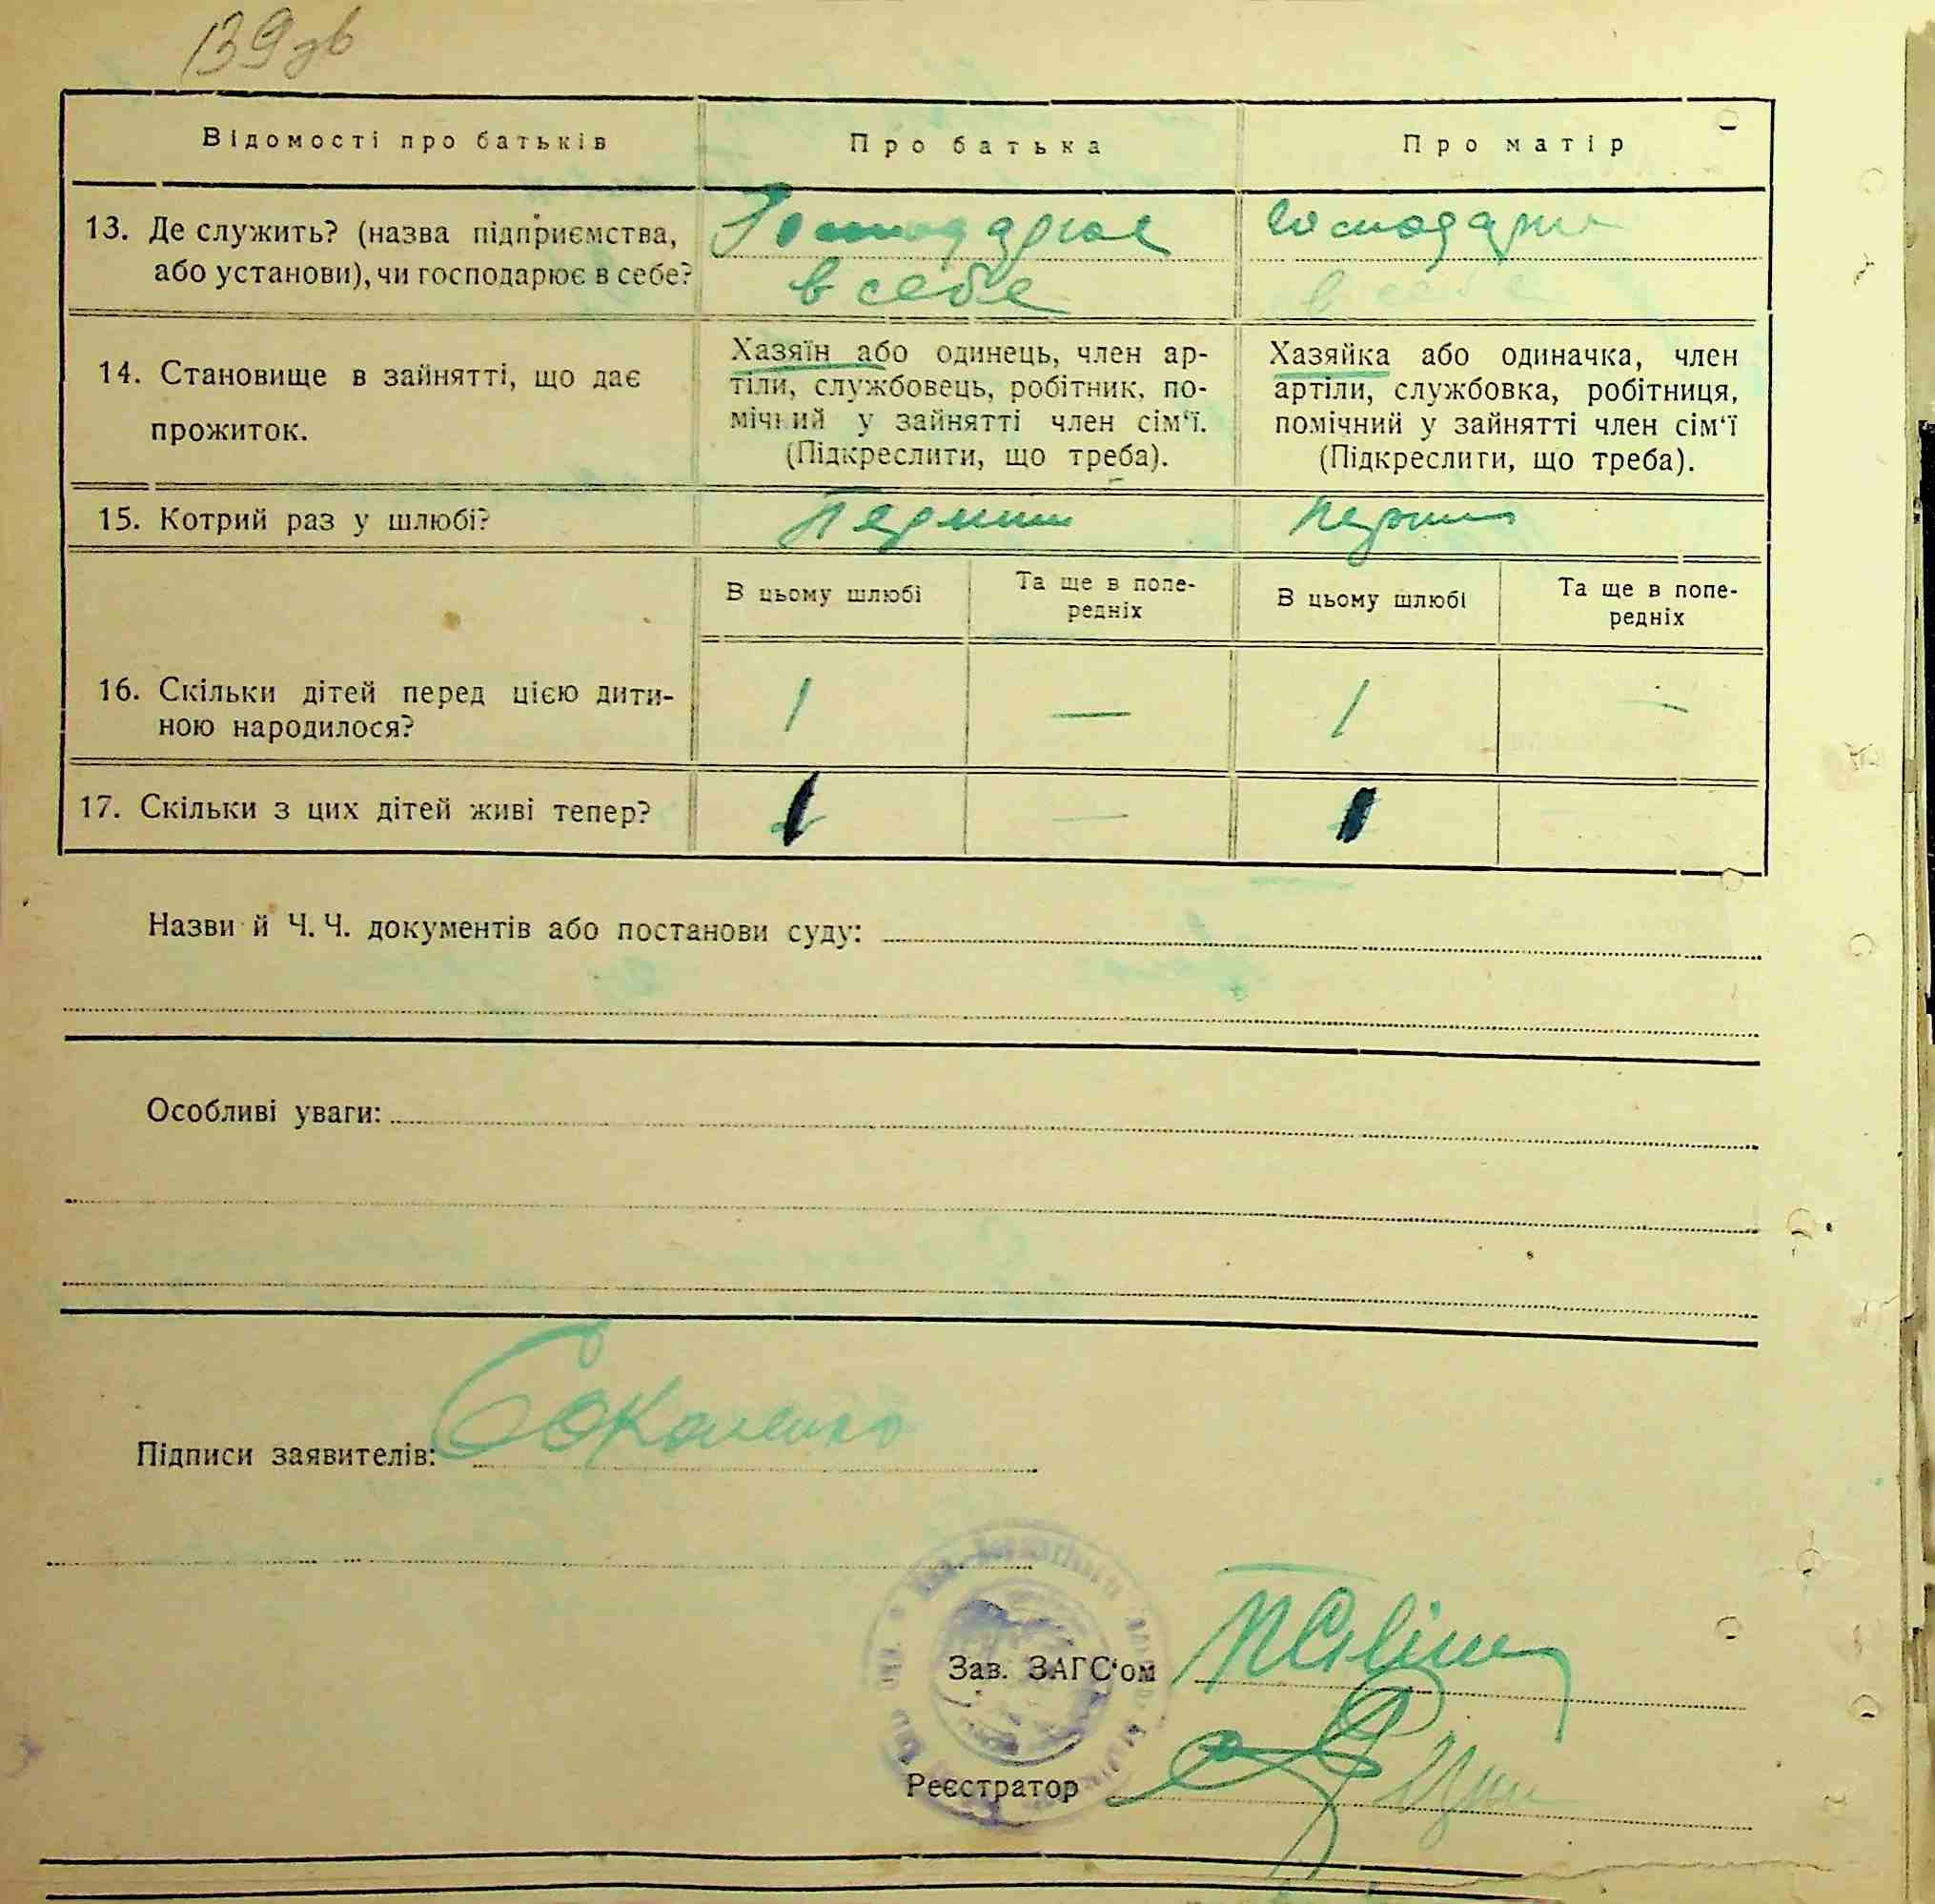 139 зв
Відомості про батьків
Про батька
Про матір
13. Де служить? (назва підприємства,
або установи), чи господарює в себе?
Господарює
в себе
господарює
в себе
14. Становище в зайнятті, що дає
прожиток.
Хазяїн або одинець, член ар-
тіли, службовець, робітник, по-
мічний у зайнятті член сім‘ї.
(Підкреслити, що треба).
Хазяйка або одиначка, член
артіли, службовка, робітниця,
помічний у зайнятті член сім‘ї
(Підкреслити, що треба).
15. Котрий раз у шлюбі?
Перший
Перший
В цьому шлюбі
Та ще в попе-
редніх
В цьому шлюбі
Та ще в попе-
редніх
16. Скільки дітей перед цією дити-
ною народилося?
1 — 1 —
17. Скільки з цих дітей живі тепер?
1 — 1
Назви й Ч. Ч. документів або постанови суду:
Особливі уваги:
Підписи заявителів:
Соколенко
Зав. ЗАГС‘ом
Реєстратор